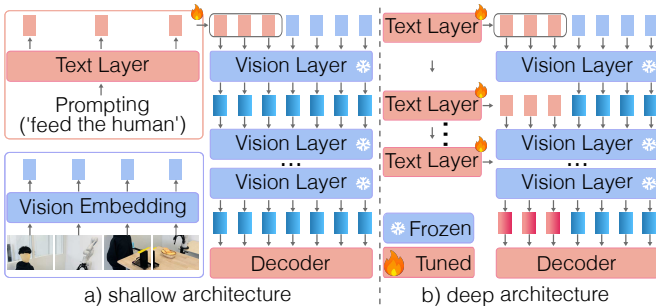 Text Layer
Prompting
('feed the human')
Vision Embedding
Vision Layer
Vision Layer
...
Vision Layer
Decoder
a) shallow architecture
Text Layer
Text Layer
Text Layer
Vision Layer
Vision Layer
...
Vision Layer
Frozen
Tuned
Decoder
b) deep architecture